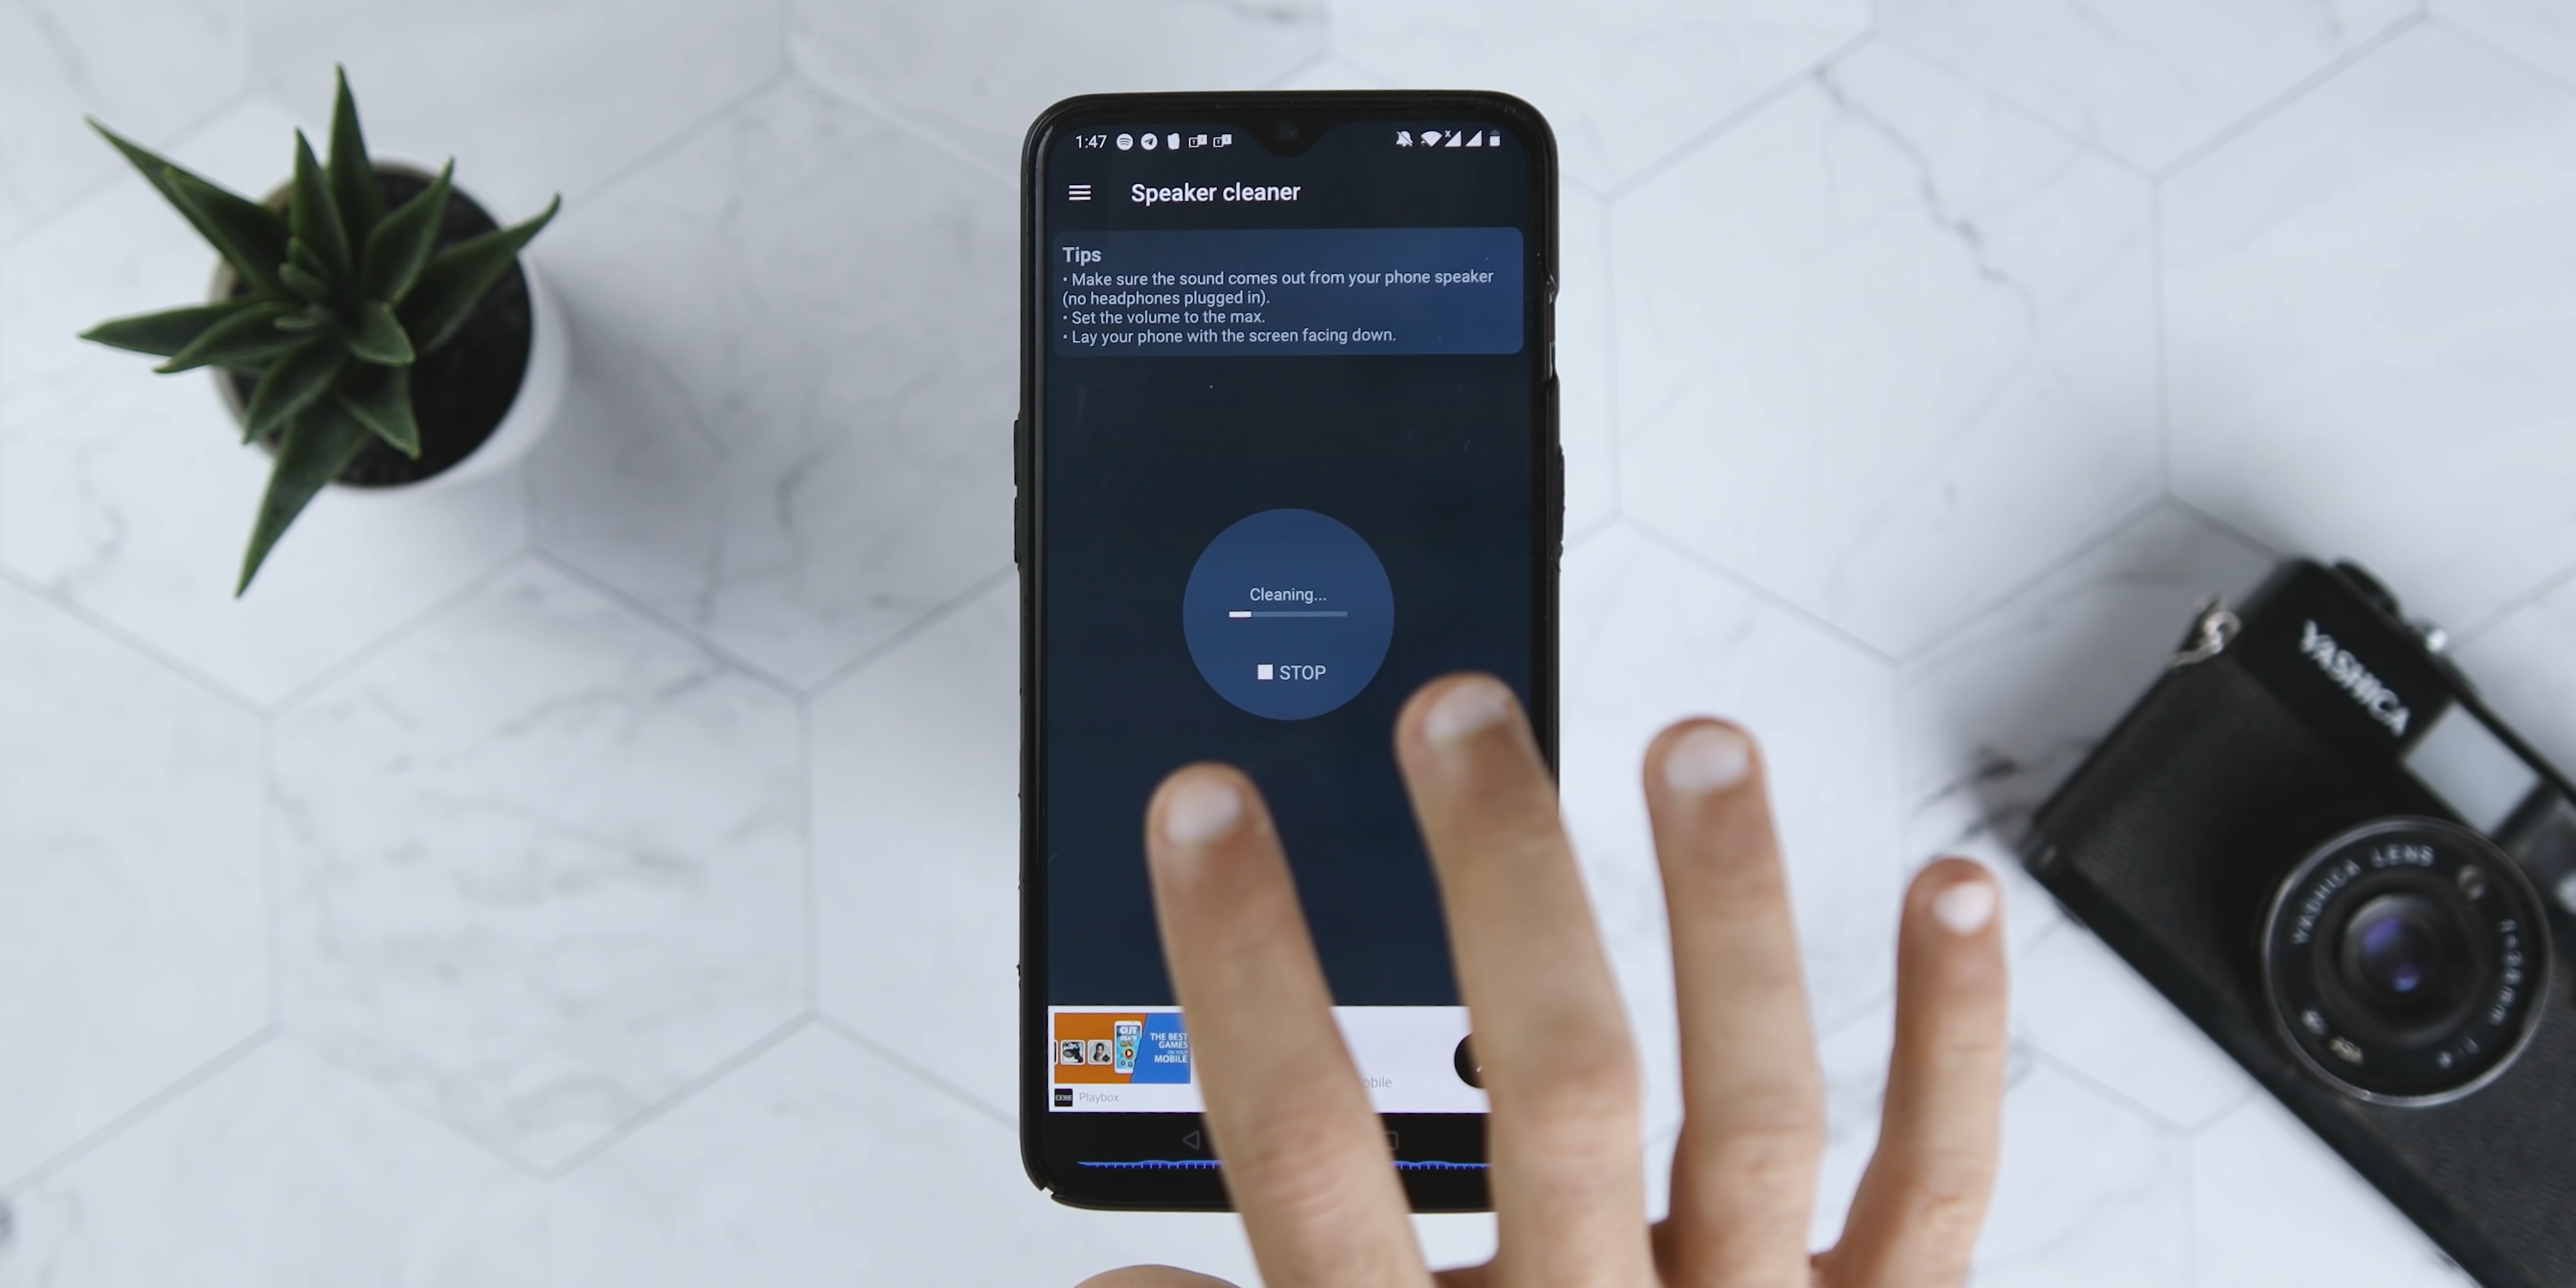 1:47
Speaker cleaner
Tips
• Make sure the sound comes out from your phone speaker
(no headphones plugged in).
• Set the volume to the max.
• Lay your phone with the screen facing down.
Cleaning...
STOP
YASHICA
YASHICA LENS
THE BEST
GAMES
MOBILE
Playbox